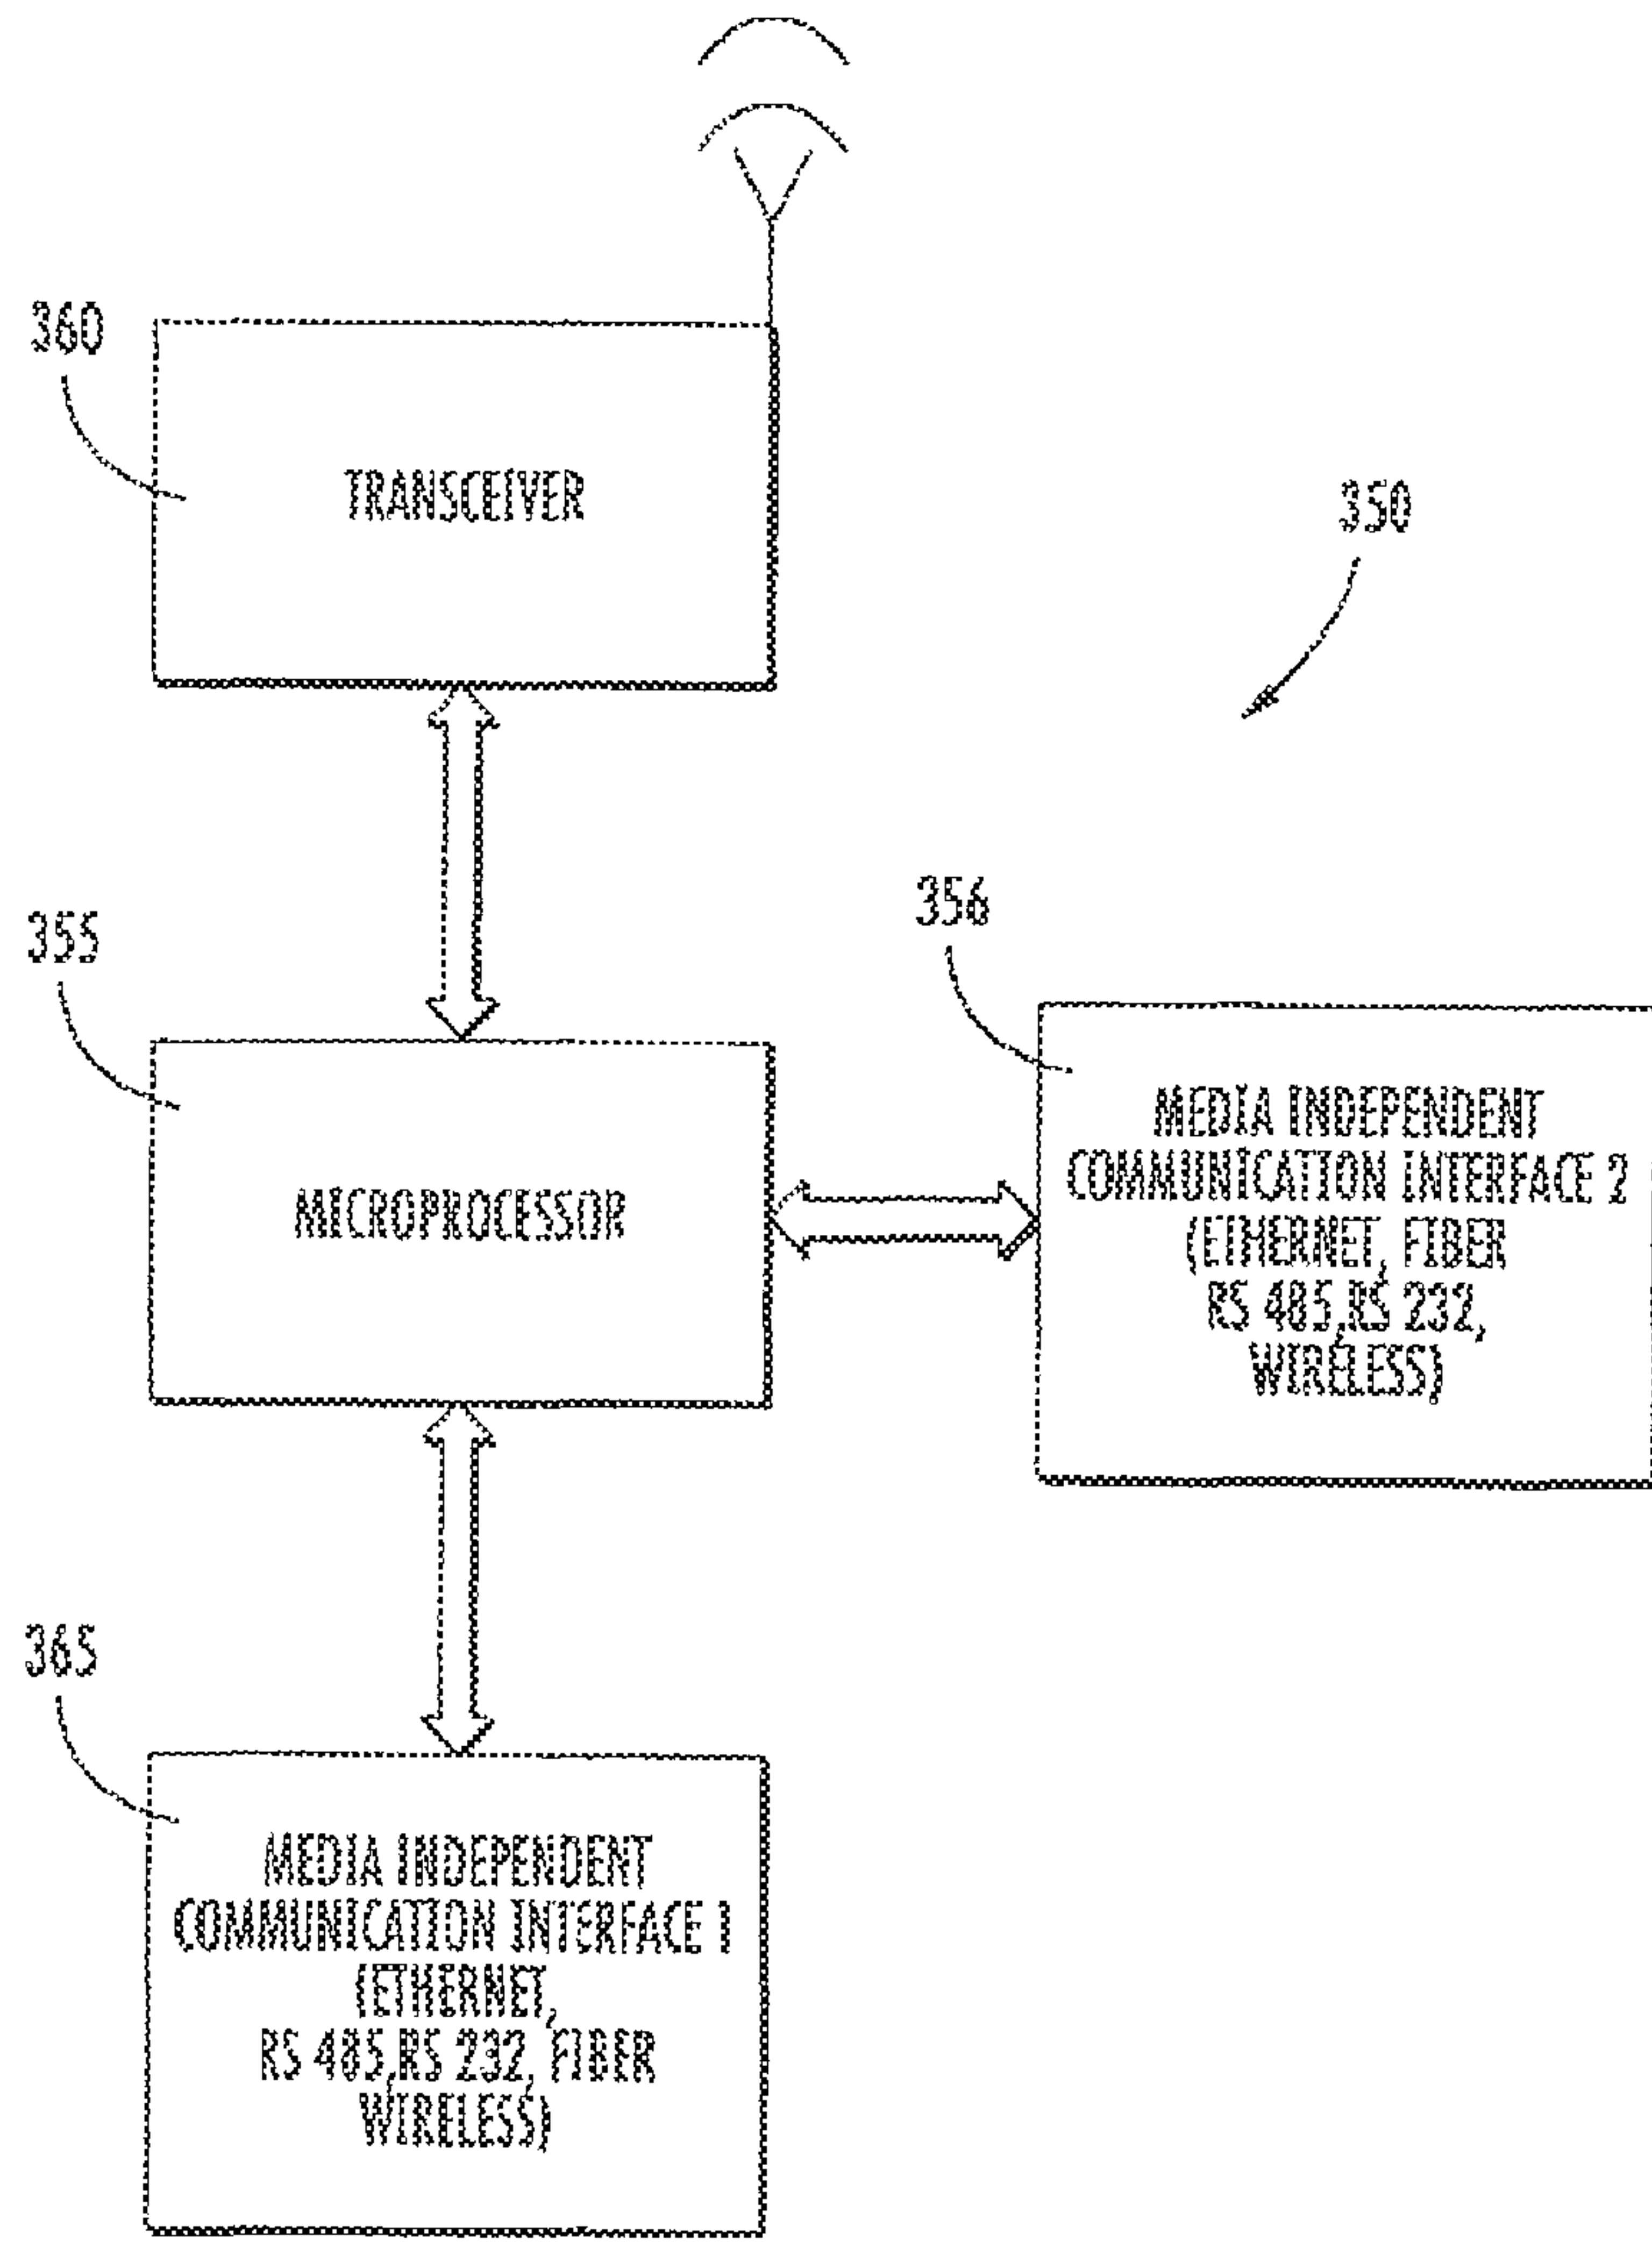 360
TRANSCEIVER
350
355
MICROPROCESSOR
356
MEDIA INDEPENDENT
COMMUNICATION INTERFACE 2
(ETHERNET, FIBER
RS 485,RS 232,
WIRELESS)
365
MEDIA INDEPENDENT
COMMUNICATION INTERFACE 1
(ETHERNET,
RS 485,RS 232, FIBER
WIRELESS)